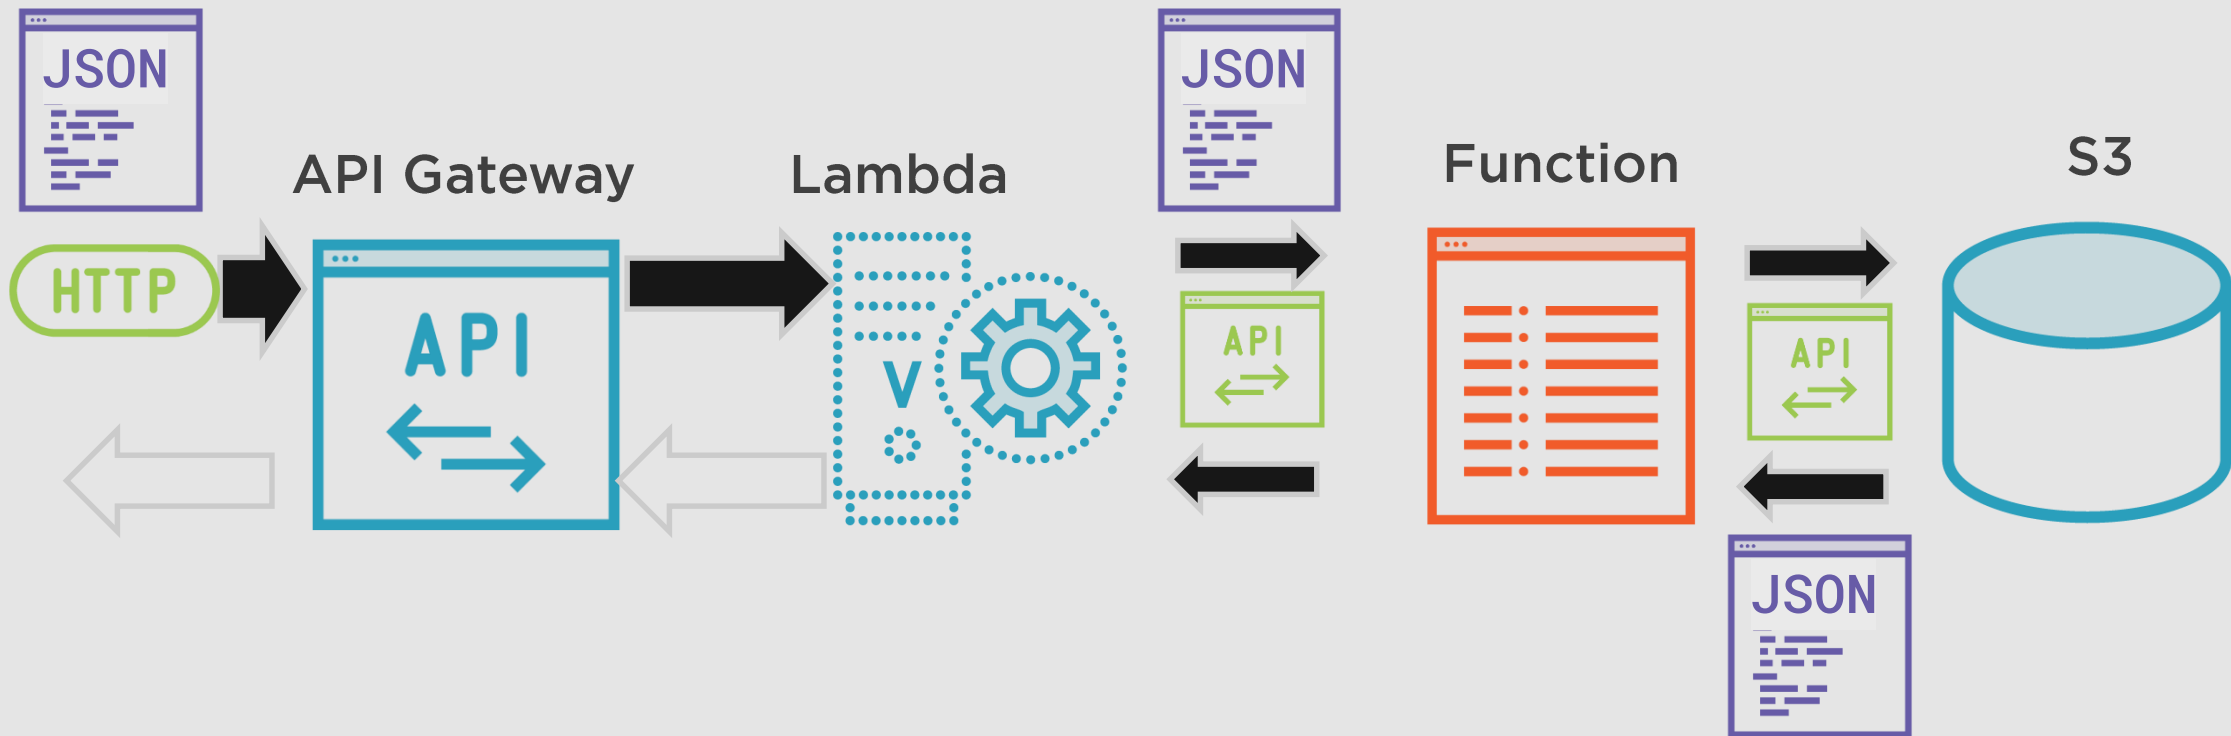 JSON
HTTP
API Gateway
API
Lambda
V
JSON
API
Function
API
JSON
S3